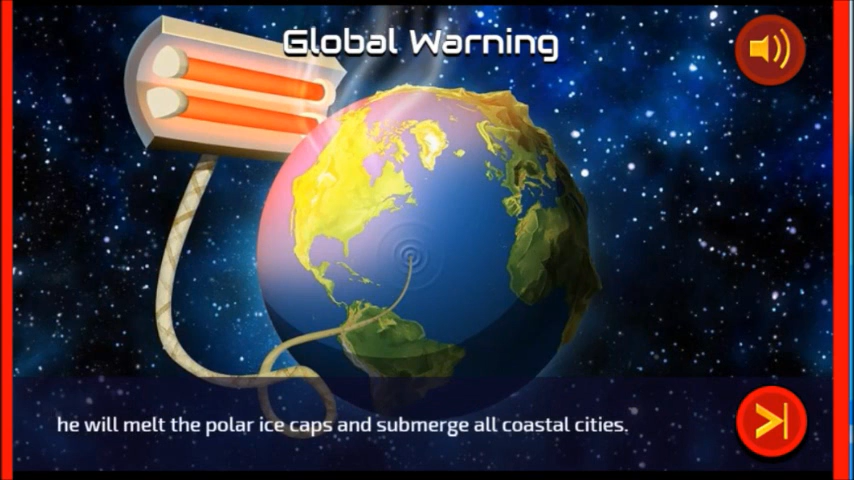 Global Warning
he will melt the polar ice caps and submerge all coastal cities.